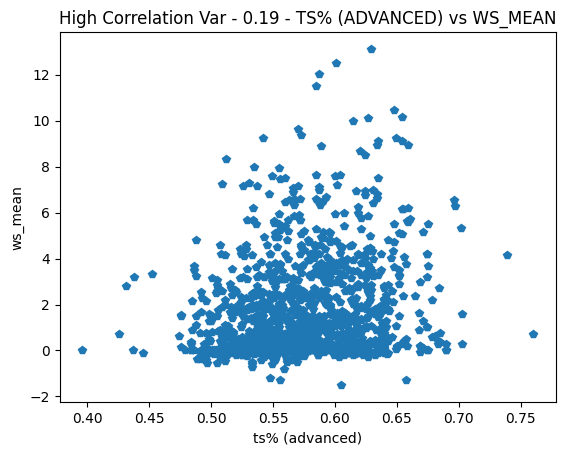 High Correlation Var - 0.19 - TS% (ADVANCED) vs WS_MEAN
12
10
8
6
4
2
0
−2
ws_mean
0.40 0.45 0.50 0.55 0.60 0.65 0.70 0.75
ts% (advanced)